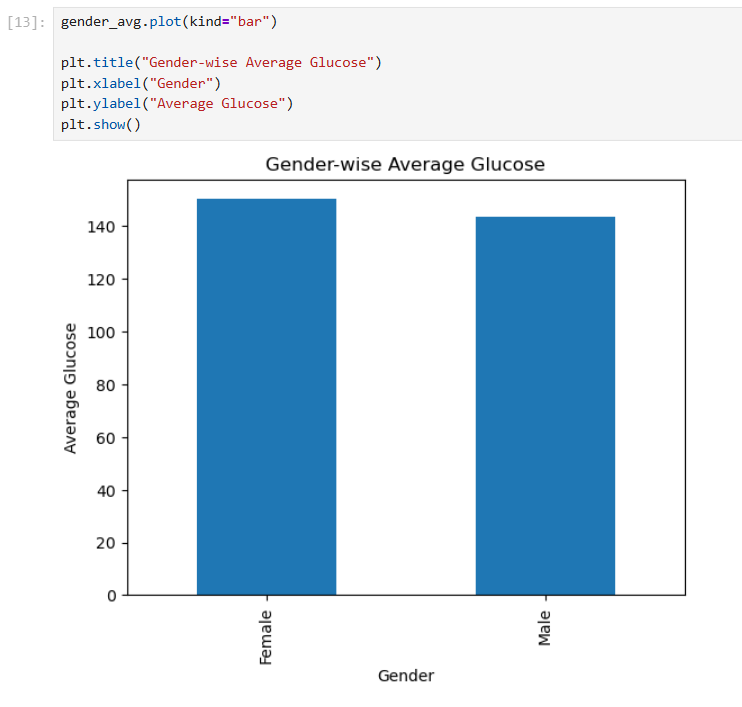 [13]: gender_avg.plot(kind="bar")
plt.title("Gender-wise Average Glucose")
plt.xlabel("Gender")
plt.ylabel("Average Glucose")
plt.show()
Gender-wise Average Glucose
Average Glucose
140
120
100
80
60
40
20
0
Female
Male
Gender